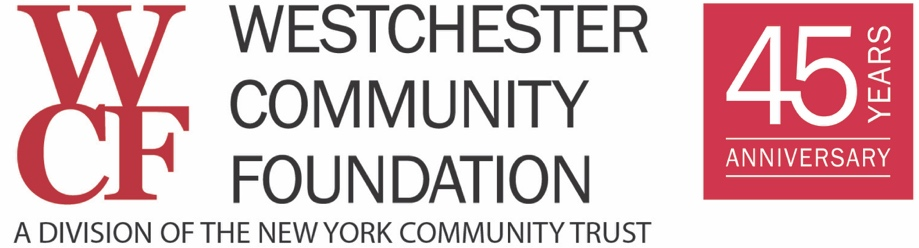 WCF
WESTCHESTER
COMMUNITY
FOUNDATION
A DIVISION OF THE NEW YORK COMMUNITY TRUST
45
YEARS
ANNIVERSARY